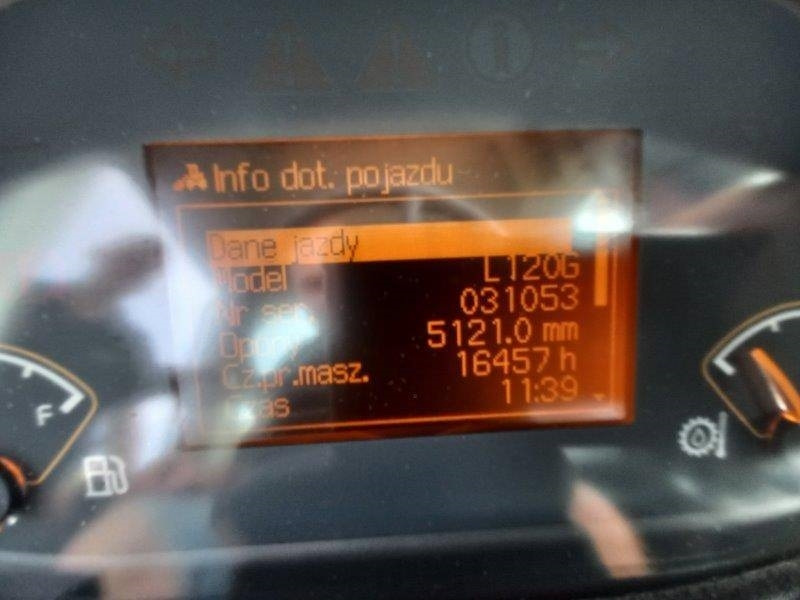 Info dot. pojazdu
Dane jazdy
Model L120G
Nr ser. 031053
Opony 5121.0 mm
Cz.pr.masz. 16457 h
Czas 11:39
F